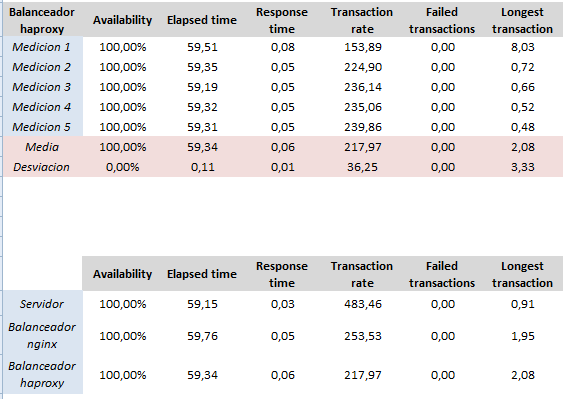 Balanceador haproxy Availability Elapsed time Response time Transaction rate Failed transactions Longest transaction
Medicion 1 100,00% 59,51 0,08 153,89 0,00 8,03
Medicion 2 100,00% 59,35 0,05 224,90 0,00 0,72
Medicion 3 100,00% 59,19 0,05 236,14 0,00 0,66
Medicion 4 100,00% 59,32 0,05 235,06 0,00 0,52
Medicion 5 100,00% 59,31 0,05 239,86 0,00 0,48
Media 100,00% 59,34 0,06 217,97 0,00 2,08
Desviacion 0,00% 0,11 0,01 36,25 0,00 3,33
Availability Elapsed time Response time Transaction rate Failed transactions Longest transaction
Servidor 100,00% 59,15 0,03 483,46 0,00 0,91
Balanceador nginx 100,00% 59,76 0,05 253,53 0,00 1,95
Balanceador haproxy 100,00% 59,34 0,06 217,97 0,00 2,08